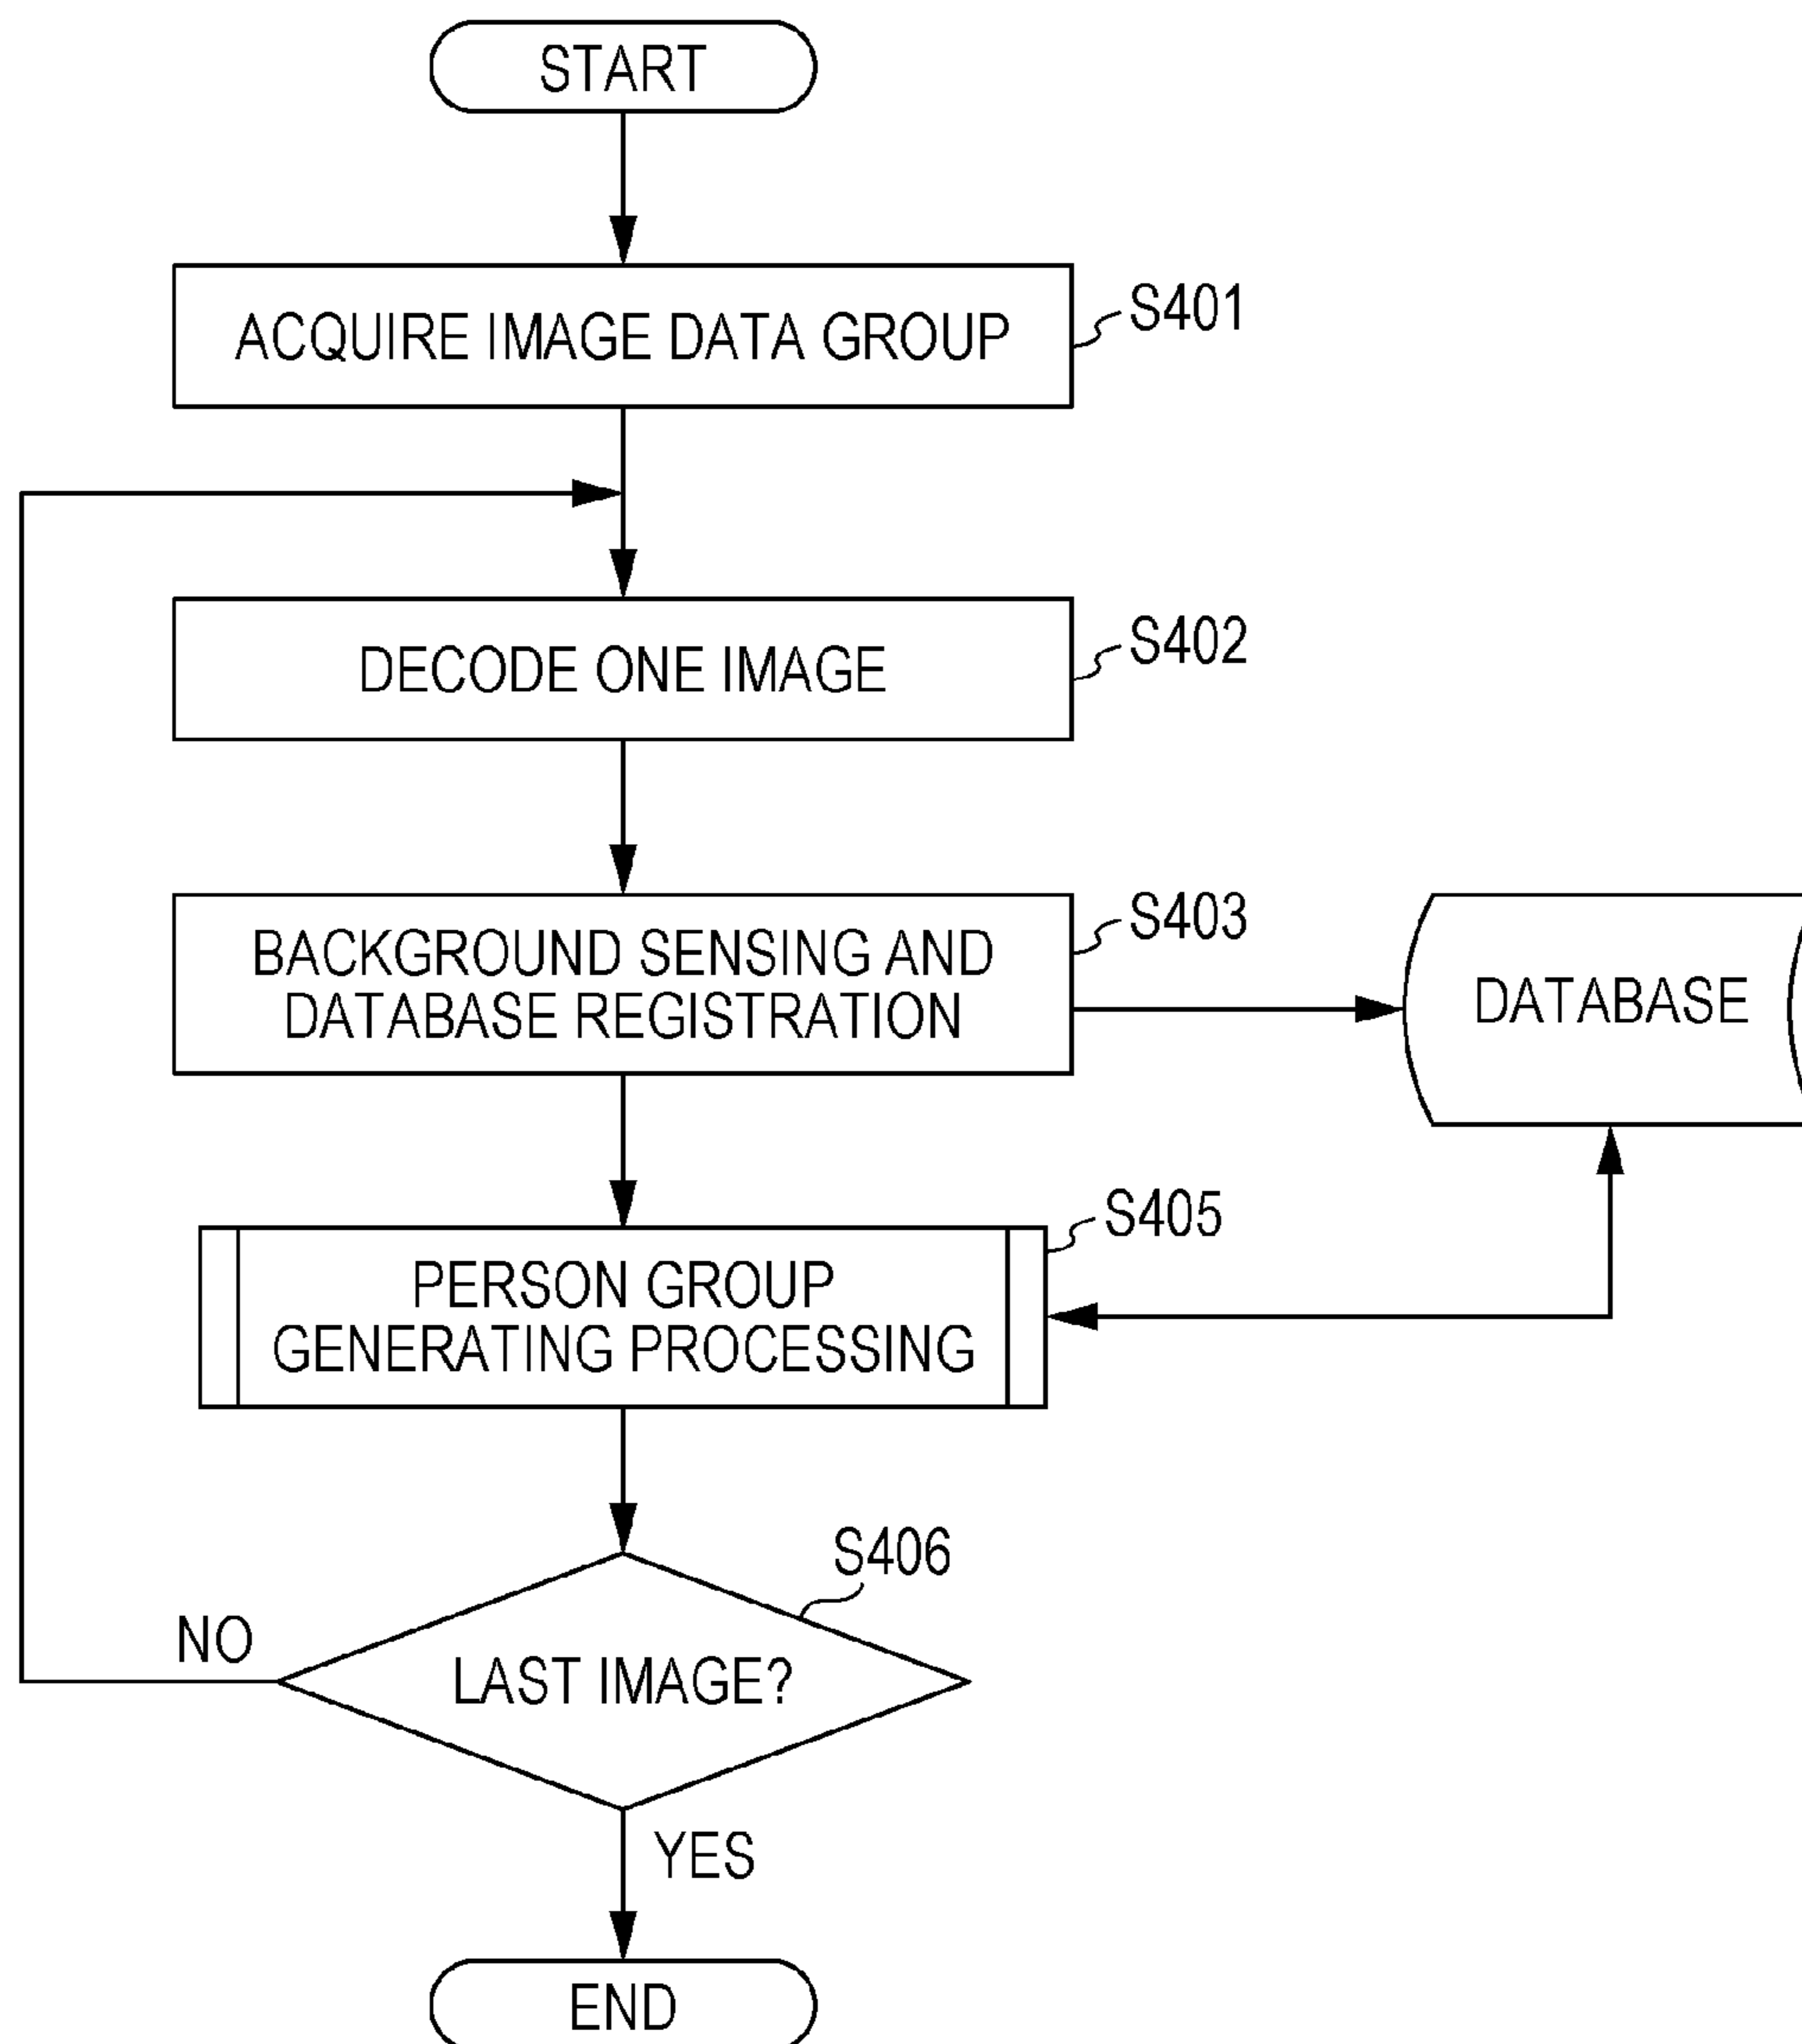 START
ACQUIRE IMAGE DATA GROUP
S401
DECODE ONE IMAGE
S402
BACKGROUND SENSING AND
DATABASE REGISTRATION
S403
DATABASE
PERSON GROUP
GENERATING PROCESSING
S405
LAST IMAGE?
S406
NO
YES
END